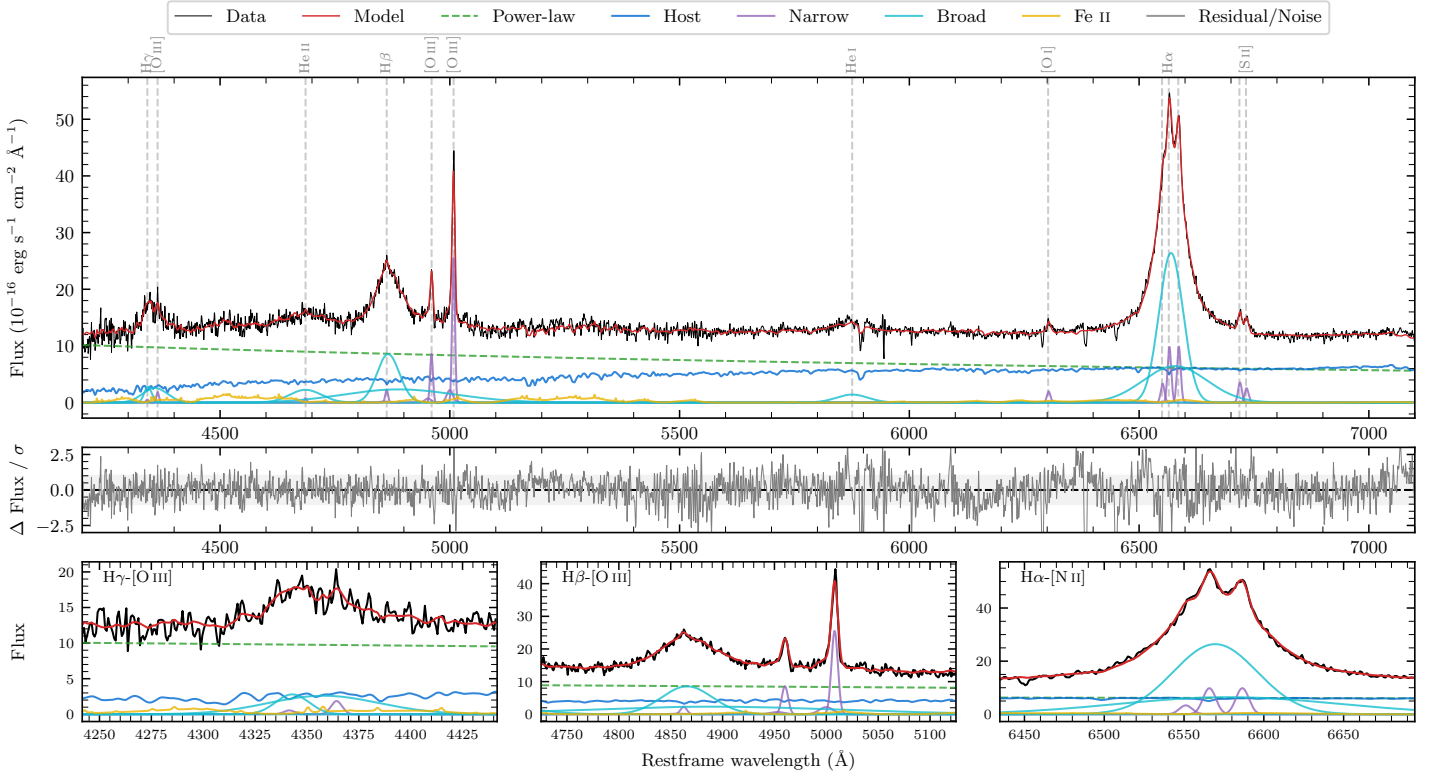 Data Model Power-law Host Narrow Broad Fe II Residual/Noise
Hγ [O III] He II Hβ [O III] [O III] He I [O I] Hα [S II]
Flux (10⁻¹⁶ erg s⁻¹ cm⁻² Å⁻¹)
50
40
30
20
10
0
4500 5000 5500 6000 6500 7000
Δ Flux / σ
2.5
0.0
−2.5
4500 5000 5500 6000 6500 7000
Flux
Hγ-[O III]
20
15
10
5
0
4250 4275 4300 4325 4350 4375 4400 4425
Hβ-[O III]
40
20
0
4750 4800 4850 4900 4950 5000 5050 5100
Hα-[N II]
40
20
0
6450 6500 6550 6600 6650
Restframe wavelength (Å)